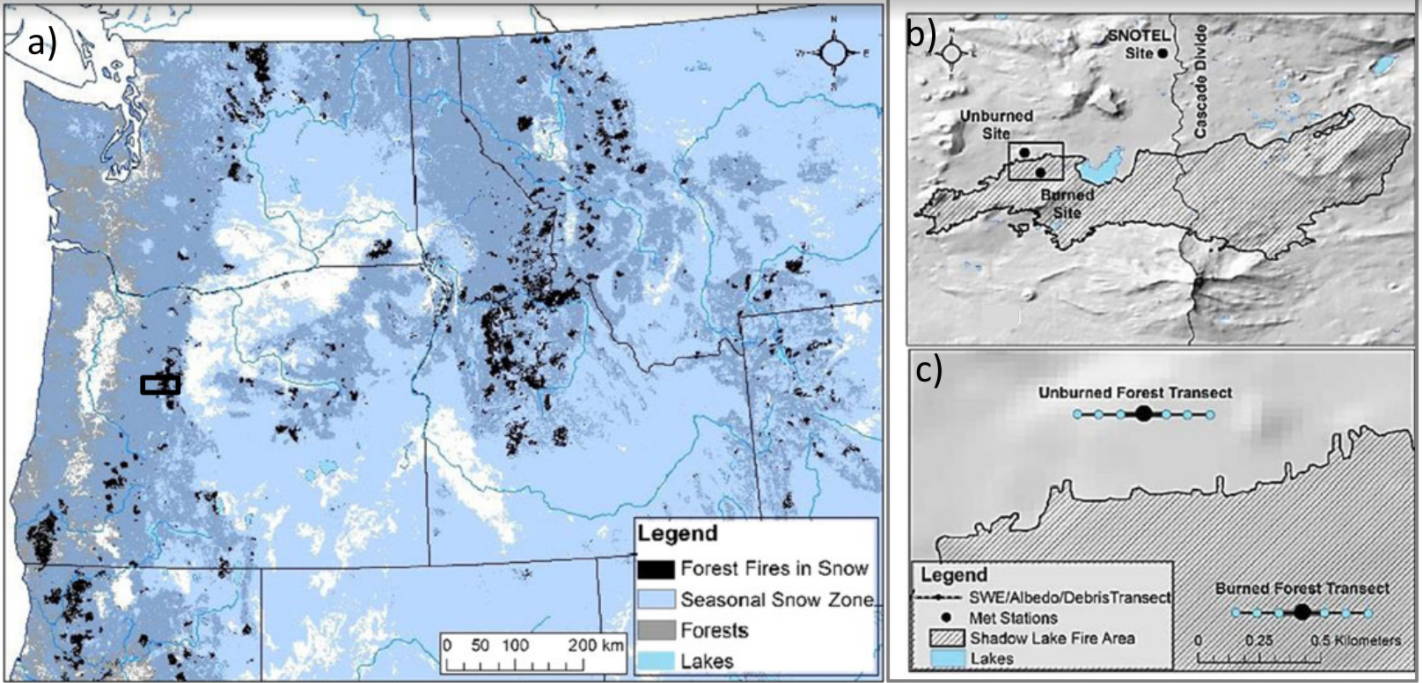 a)
N
W
E
S
Legend
Forest Fires in Snow
Seasonal Snow Zone
Forests
Lakes
0 50 100 200 km
b)
N
SNOTEL
Site
Cascade Divide
Unburned
Site
Burned
Site
c)
Unburned Forest Transect
Legend
SWE/Albedo/DebrisTransect
Met Stations
Shadow Lake Fire Area
Lakes
Burned Forest Transect
0 0.25 0.5 Kilometers